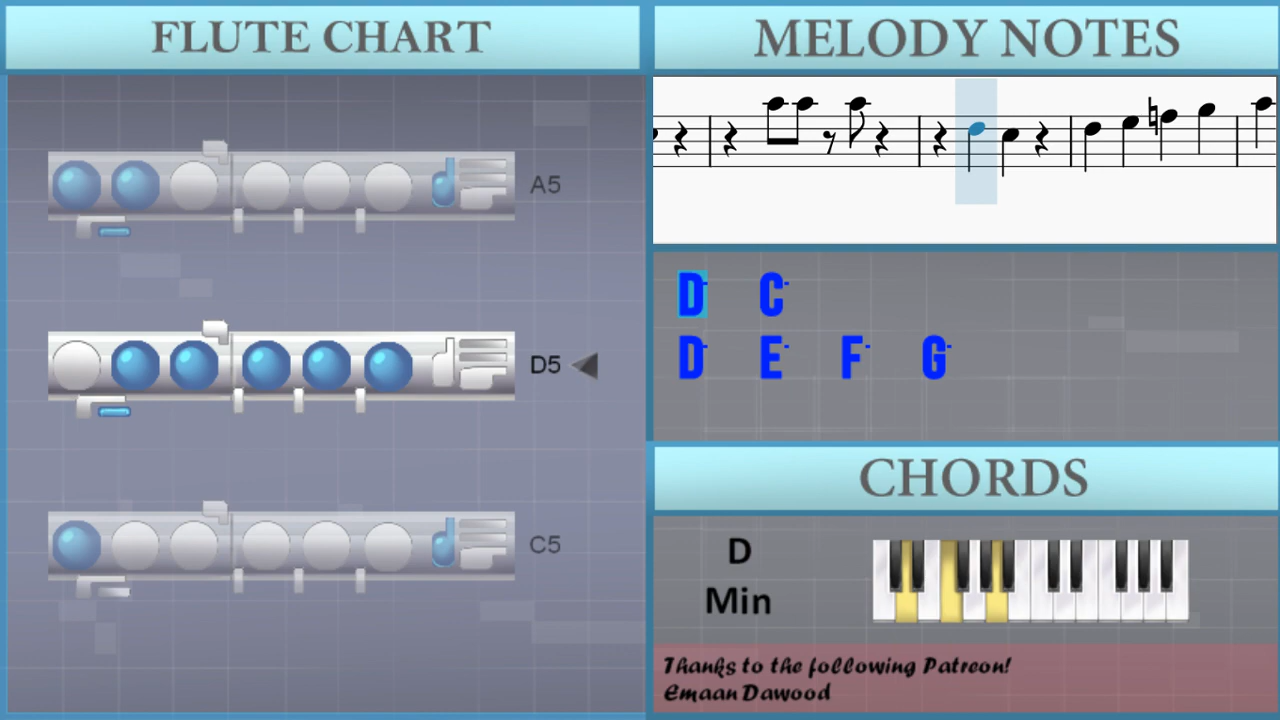 FLUTE CHART
A5
D5
C5
MELODY NOTES
D- C-
D- E- F- G-
CHORDS
D
Min
Thanks to the following Patreon!
Emaan Dawood